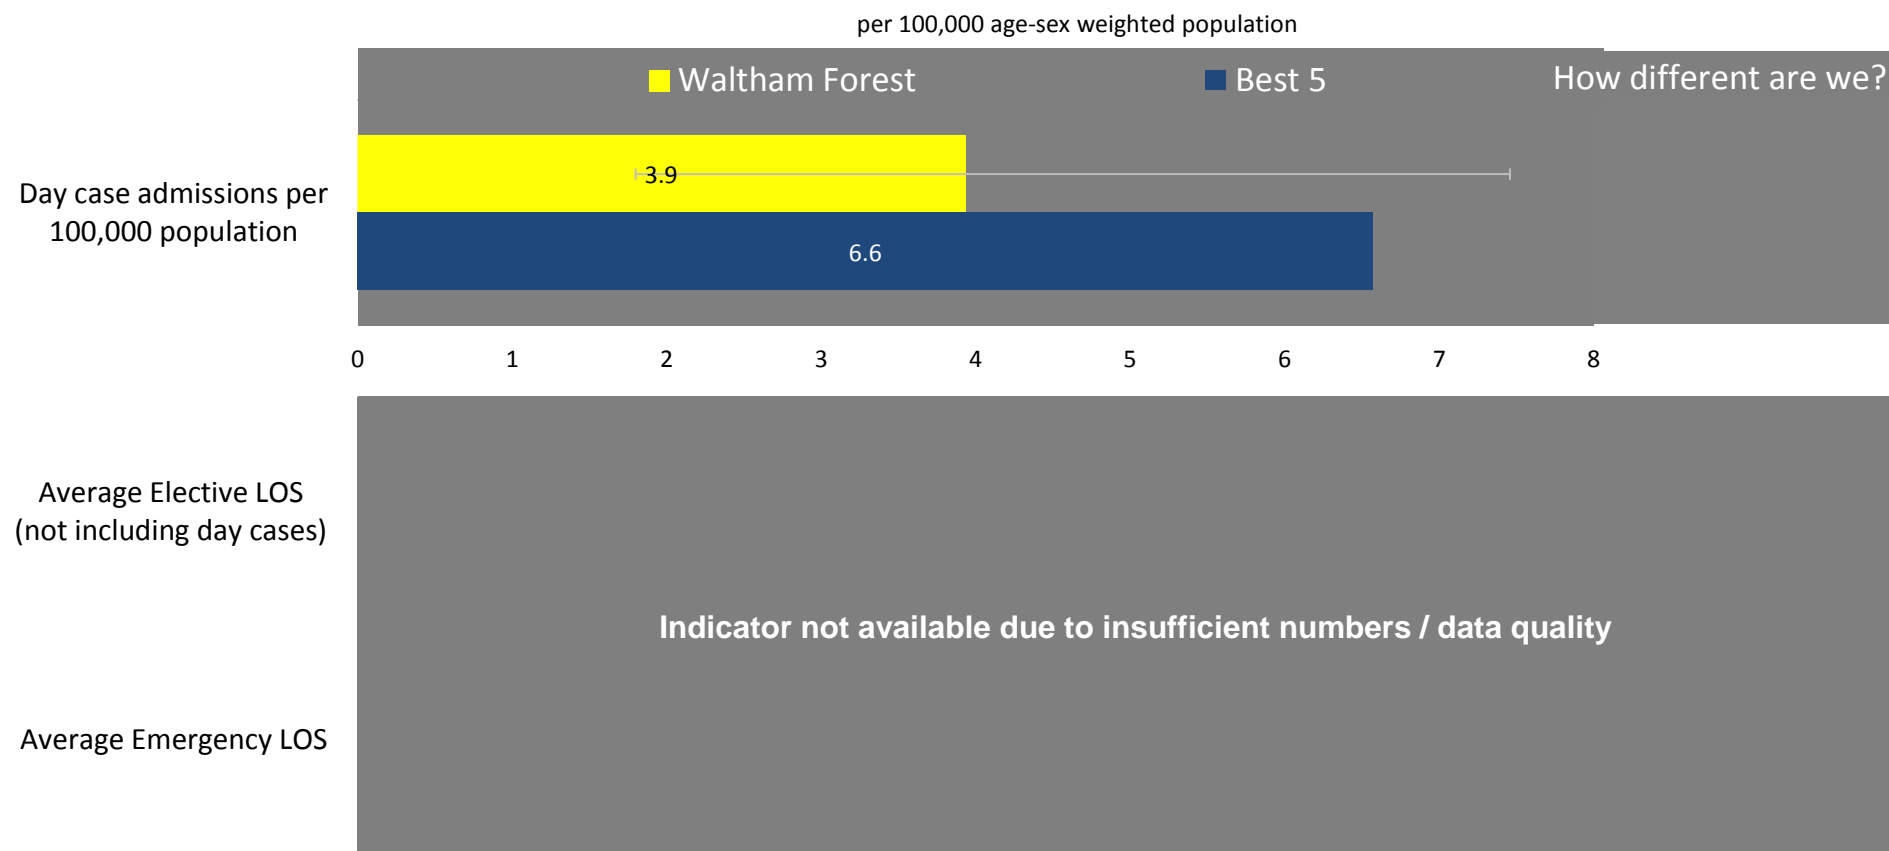 per 100,000 age-sex weighted population
Waltham Forest
Best 5
How different are we?
Day case admissions per
100,000 population
3.9
6.6
0 1 2 3 4 5 6 7 8
Average Elective LOS
(not including day cases)
Indicator not available due to insufficient numbers / data quality
Average Emergency LOS